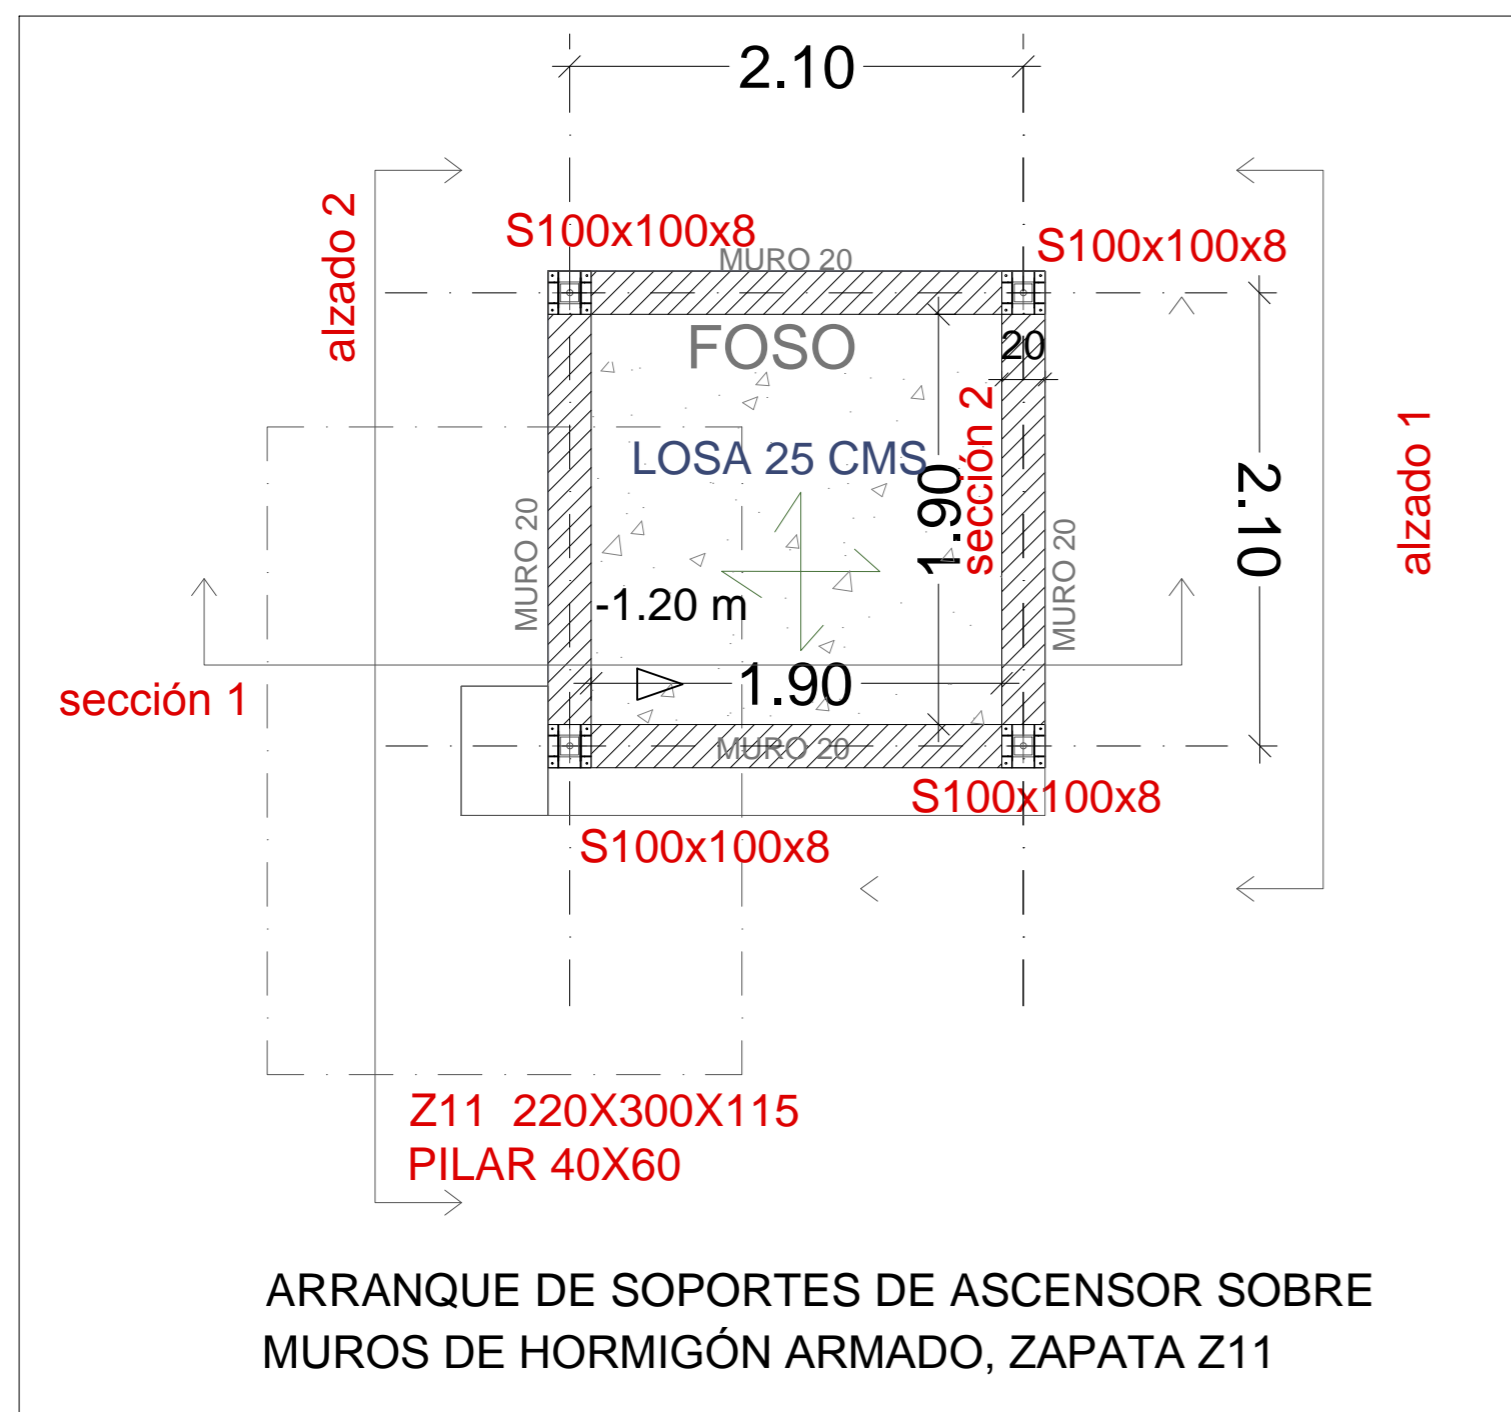 2.10
alzado 2
S100x100x8
S100x100x8
MURO 20
FOSO
20
LOSA 25 CMS
1.90
sección 2
2.10
alzado 1
MURO 20
MURO 20
-1.20 m
sección 1
1.90
MURO 20
S100x100x8
S100x100x8
Z11 220X300X115
PILAR 40X60
ARRANQUE DE SOPORTES DE ASCENSOR SOBRE
MUROS DE HORMIGÓN ARMADO, ZAPATA Z11